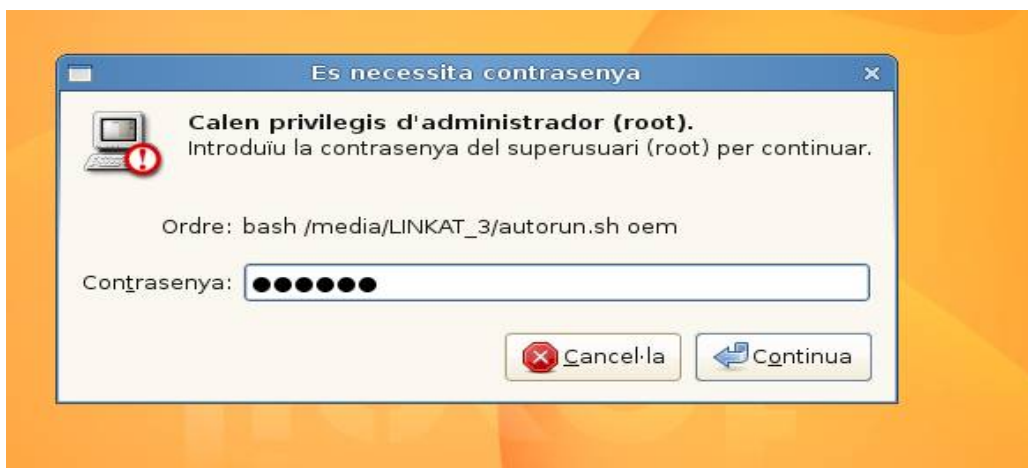 Es necessita contrasenya
Calen privilegis d'administrador (root).
Introduïu la contrasenya del superusuari (root) per continuar.
Ordre: bash /media/LINKAT_3/autorun.sh oem
Contrasenya: ●●●●●●
Cancel·la Continua